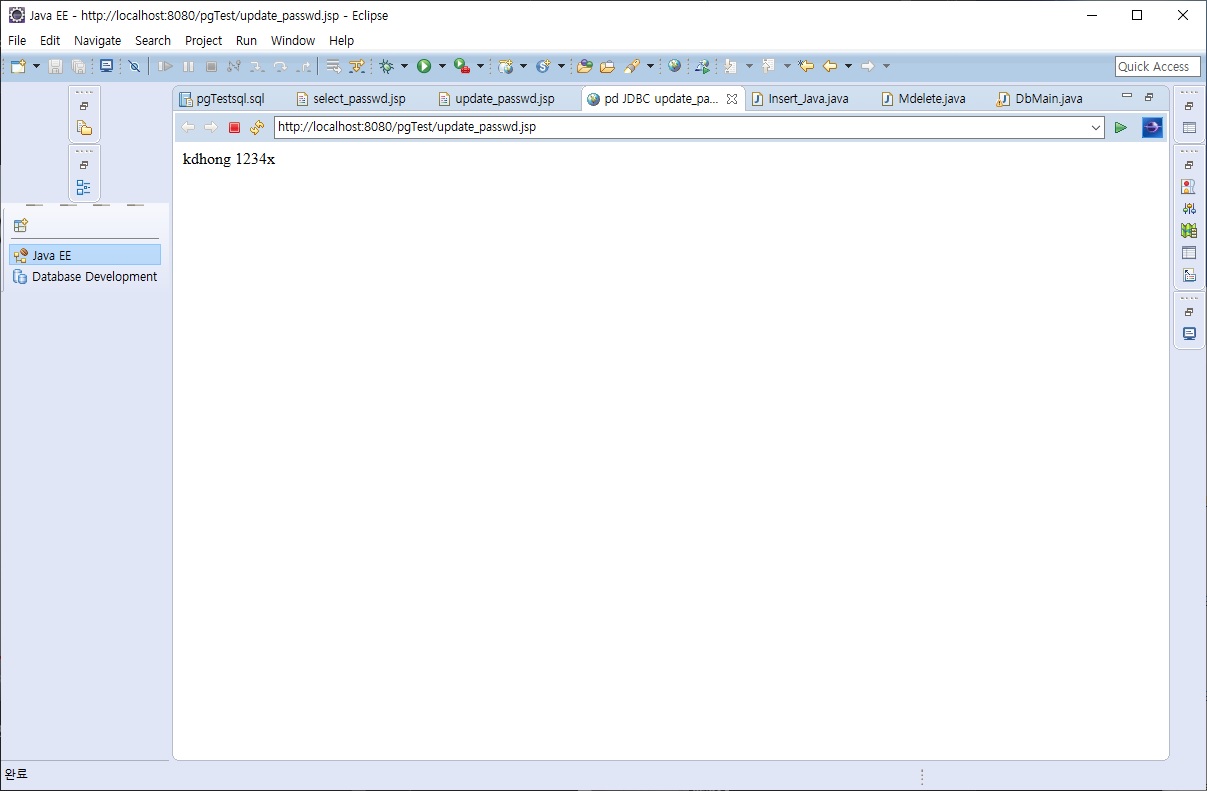 Java EE - http://localhost:8080/pgTest/update_passwd.jsp - Eclipse
File Edit Navigate Search Project Run Window Help
Quick Access
pgTestsql.sql select_passwd.jsp update_passwd.jsp pd JDBC update_pa... Insert_Java.java Mdelete.java DbMain.java
http://localhost:8080/pgTest/update_passwd.jsp
kdhong 1234x
Java EE
Database Development
완료